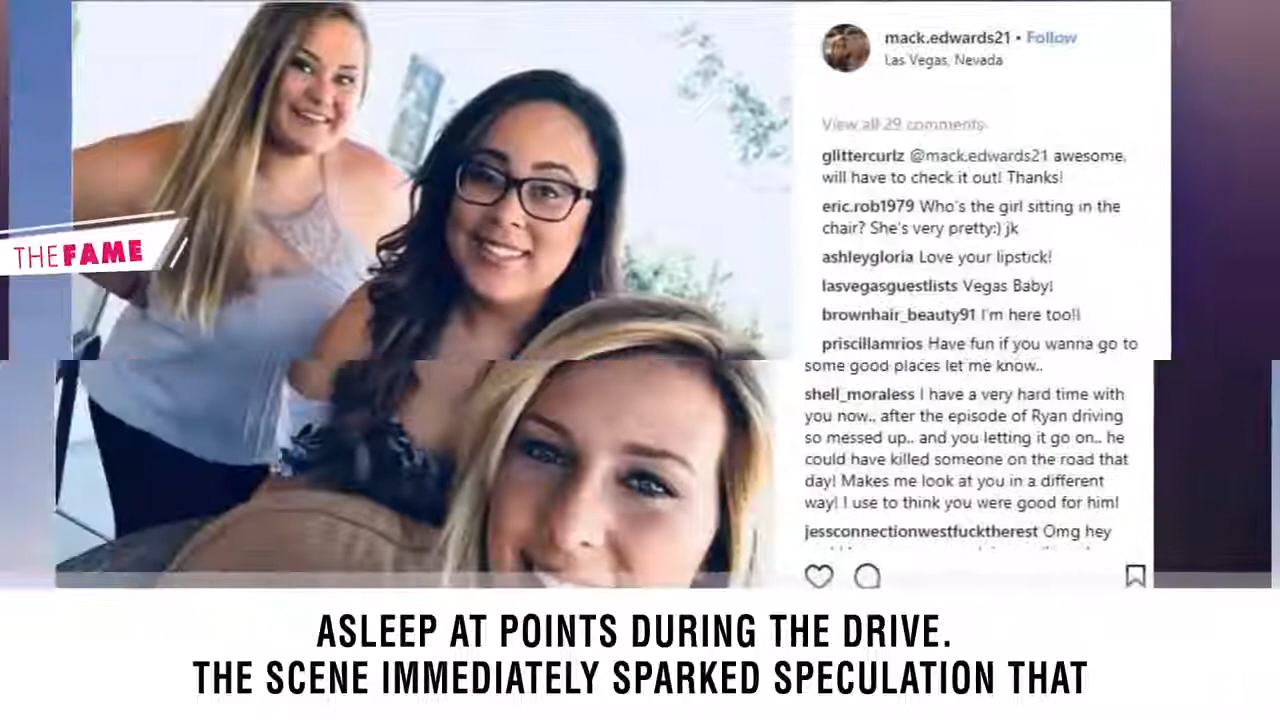 mack.edwards21 • Follow
Las Vegas, Nevada
View all 29 comments
glittercurlz @mack.edwards21 awesome,
will have to check it out! Thanks!
eric.rob1979 Who's the girl sitting in the
chair? She's very pretty:) jk
ashleygloria Love your lipstick!
lasvegasguestlists Vegas Baby!
brownhair_beauty91 I'm here too!!
priscillamrios Have fun if you wanna go to
some good places let me know..
shell_moraless I have a very hard time with
you now.. after the episode of Ryan driving
so messed up.. and you letting it go on.. he
could have killed someone on the road that
day! Makes me look at you in a different
way! I use to think you were good for him!
jessconnectionwestfucktherest Omg hey
THE FAME
ASLEEP AT POINTS DURING THE DRIVE.
THE SCENE IMMEDIATELY SPARKED SPECULATION THAT